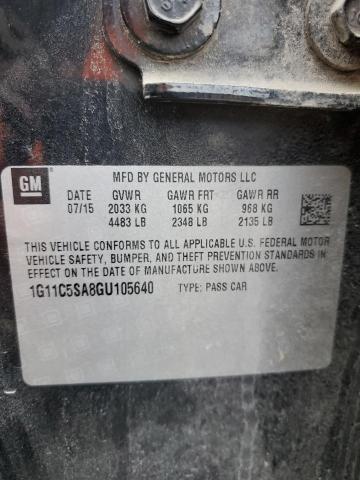 GM
MFD BY GENERAL MOTORS LLC
DATE GVWR GAWR FRT GAWR RR
07/15 2033 KG 1065 KG 968 KG
4483 LB 2348 LB 2135 LB
THIS VEHICLE CONFORMS TO ALL APPLICABLE U.S. FEDERAL MOTOR
VEHICLE SAFETY, BUMPER, AND THEFT PREVENTION STANDARDS IN
EFFECT ON THE DATE OF MANUFACTURE SHOWN ABOVE.
1G11C5SA8GU105640 TYPE: PASS CAR